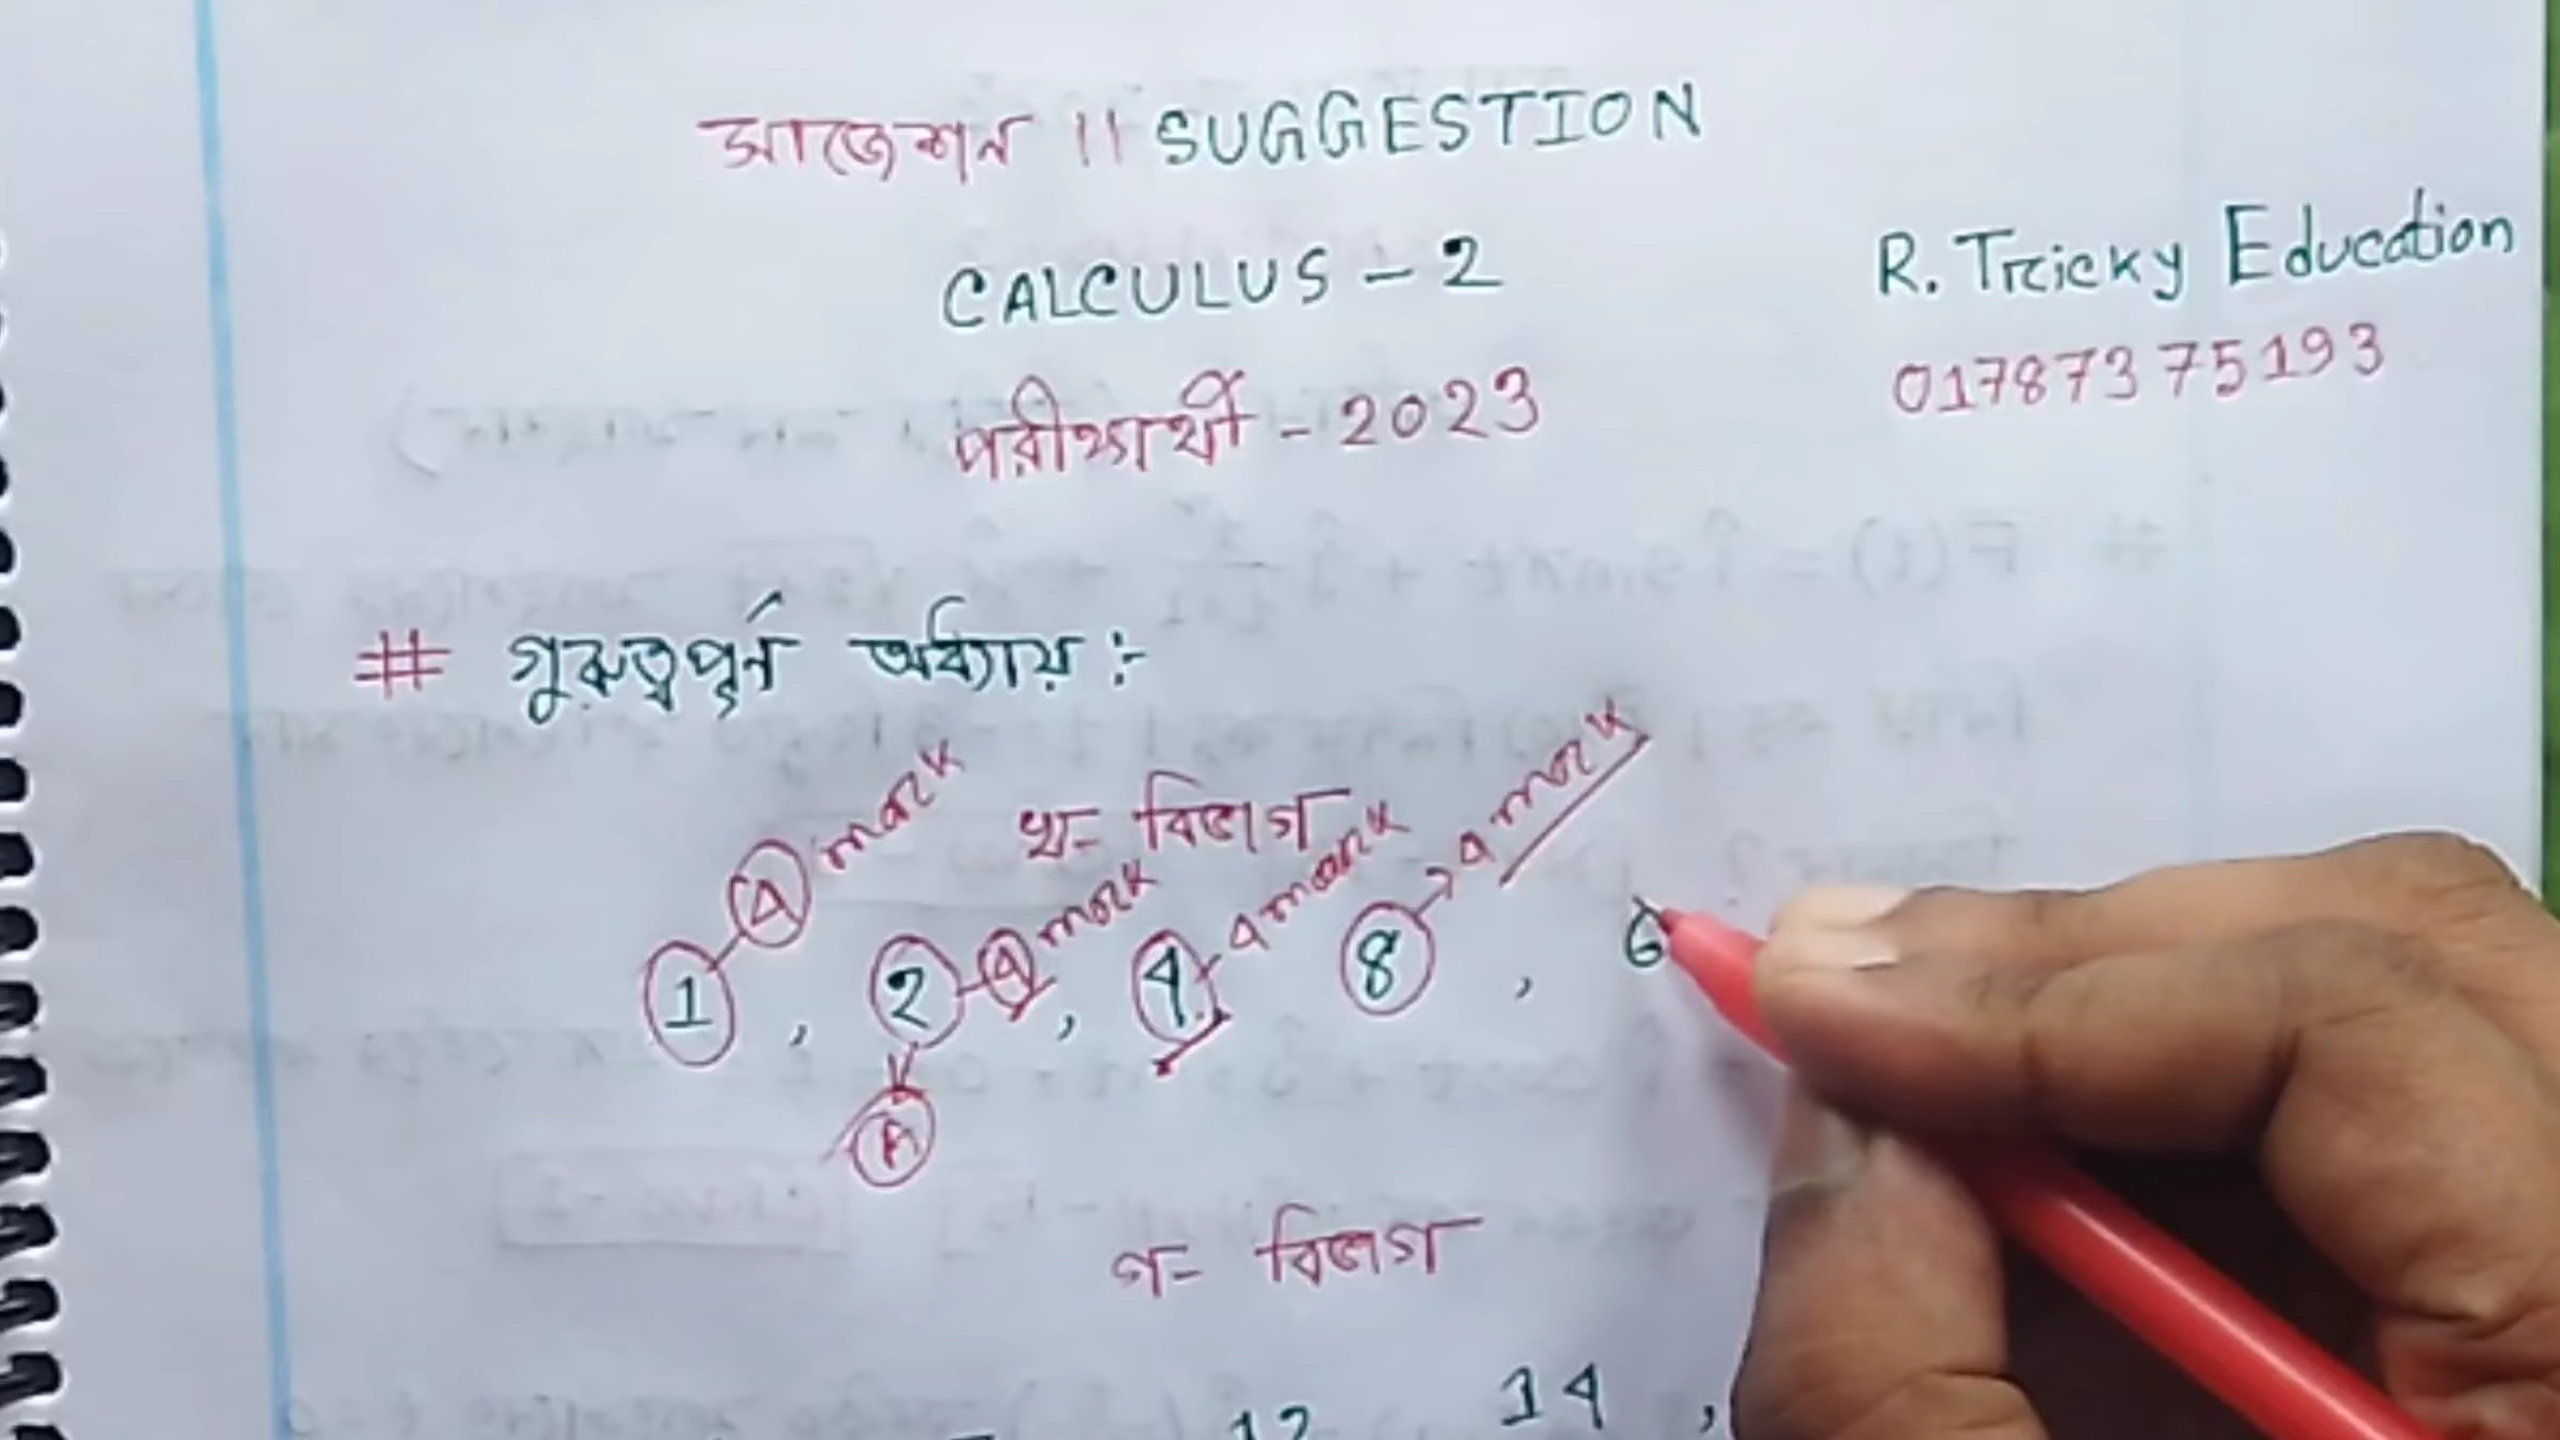 সাজেশন || SUGGESTION
CALCULUS - 2
R. Tricky Education
01787375193
পরীক্ষার্থী - 2023
# গুরুত্বপূর্ন অধ্যায় :-
খ- বিভাগ
4 mark 4 mark 4 mark 4 mark
1 , 2 , 4 , 8 , 6
গ- বিভাগ
12 14 ,